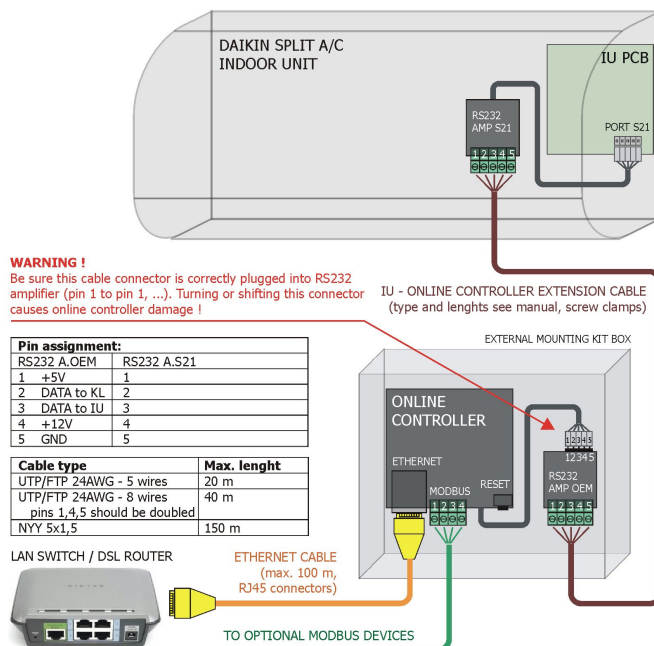 DAIKIN SPLIT A/C
INDOOR UNIT
IU PCB
RS232
AMP S21
PORT S21
1 2 3 4 5
WARNING !
Be sure this cable connector is correctly plugged into RS232
amplifier (pin 1 to pin 1, ...). Turning or shifting this connector
causes online controller damage !
IU - ONLINE CONTROLLER EXTENSION CABLE
(type and lenghts see manual, screw clamps)
EXTERNAL MOUNTING KIT BOX
Pin assignment:
RS232 A.OEM RS232 A.S21
1 +5V 1
2 DATA to KL 2
3 DATA to IU 3
4 +12V 4
5 GND 5
ONLINE
CONTROLLER
ETHERNET
MODBUS
RESET
1 2 3 4
12345
12345
RS232
AMP OEM
1 2 3 4 5
Cable type Max. lenght
UTP/FTP 24AWG - 5 wires 20 m
UTP/FTP 24AWG - 8 wires 40 m
pins 1,4,5 should be doubled
NYY 5x1,5 150 m
LAN SWITCH / DSL ROUTER
ETHERNET CABLE
(max. 100 m,
RJ45 connectors)
TO OPTIONAL MODBUS DEVICES